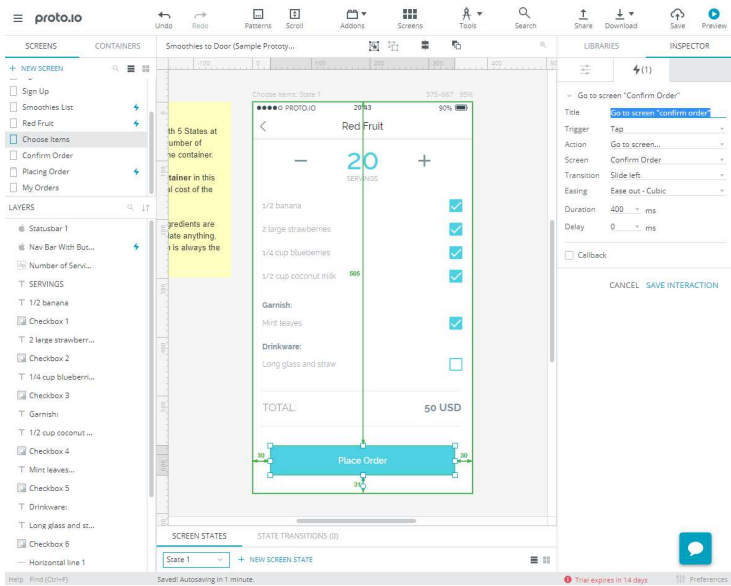 proto.io
Undo
Redo
Patterns
Scroll
Addons
Screens
Tools
Search
Share
Download
Save
Preview
SCREENS
CONTAINERS
Smoothies to Door (Sample Prototy...
LIBRARIES
INSPECTOR
+ NEW SCREEN
Sign Up
Smoothies List
Red Fruit
Choose Items
Confirm Order
Placing Order
My Orders
LAYERS
Statusbar 1
Nav Bar With But...
Number of Servi...
SERVINGS
1/2 banana
Checkbox 1
2 large strawberr...
Checkbox 2
1/4 cup blueberri...
Checkbox 3
Garnish:
1/2 cup coconut ...
Checkbox 4
Mint leaves...
Checkbox 5
Drinkware:
Long glass and st...
Checkbox 6
Horizontal line 1
th 5 States at
umber of
he container.
tainer in this
al cost of the
gredients are
late anything,
is always the
Choose Items: State 1
375×667 95%
PROTO.IO
20:43
90%
Red Fruit
20
SERVINGS
1/2 banana
2 large strawberries
1/4 cup blueberries
1/2 cup coconut milk
565
Garnish:
Mint leaves
Drinkware:
Long glass and straw
TOTAL:
50 USD
30
Place Order
30
31
(1)
Go to screen "Confirm Order"
Title
Go to screen "confirm order"
Trigger
Tap
Action
Go to screen...
Screen
Confirm Order
Transition
Slide left
Easing
Ease out - Cubic
Duration
400
ms
Delay
0
ms
Callback
CANCEL
SAVE INTERACTION
SCREEN STATES
STATE TRANSITIONS (0)
State 1
+ NEW SCREEN STATE
Help
Find (Ctrl+F)
Saved! Autosaving in 1 minute.
Trial expires in 14 days
Preferences